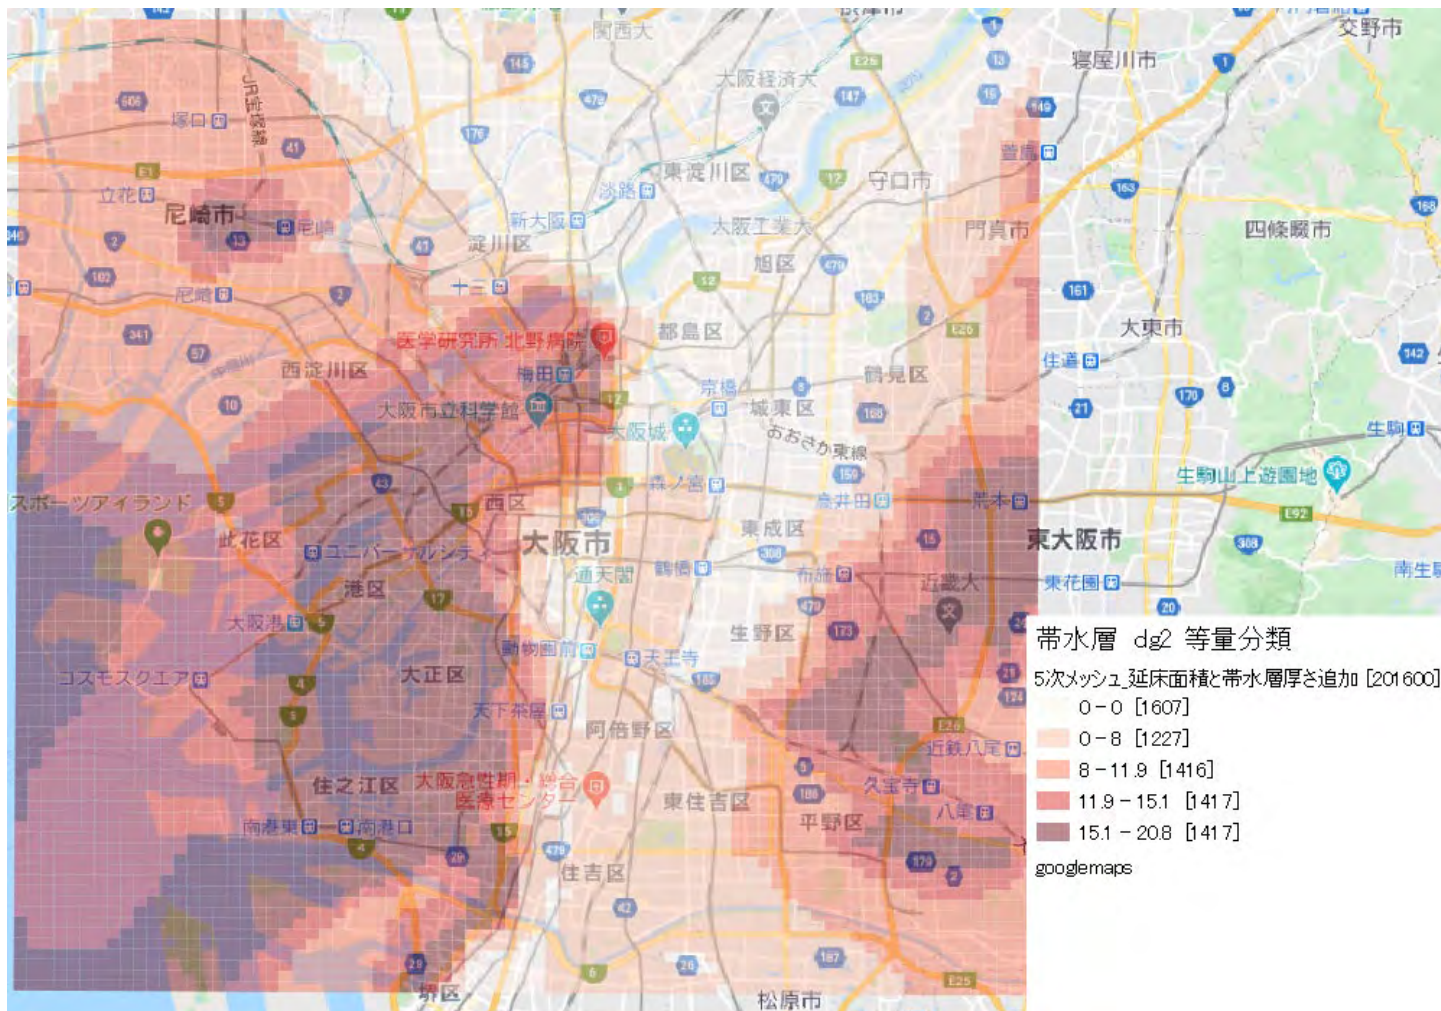 関西大
交野市
寝屋川市
大阪経済大
塚口
JR宝塚線
萱島
東淀川区
淡路
守口市
立花
尼崎市
尼崎
新大阪
大阪工業大
淀川区
門真市
四條畷市
旭区
尼崎
十三
大東市
都島区
医学研究所 北野病院
西淀川区
梅田
鶴見区
住道
京橋
大阪市立科学館
城東区
大阪城
おおさか東線
生駒
生駒山上遊園地
森ノ宮
荒本
スポーツアイランド
西区
高井田
此花区
大阪市
東成区
東大阪市
ユニバーサルシティ
港区
通天閣
鶴橋
布施
近畿大
東花園
南生駒
大阪港
生野区
動物園前
天王寺
コスモスクエア
大正区
天下茶屋
阿倍野区
近鉄八尾
住之江区
大阪急性期・総合
医療センター
東住吉区
久宝寺
八尾
平野区
南港東
南港口
住吉区
堺区
松原市
帯水層 dg2 等量分類
5次メッシュ_延床面積と帯水層厚さ追加 [201600]
0 – 0 [1607]
0 – 8 [1227]
8 – 11.9 [1416]
11.9 – 15.1 [1417]
15.1 – 20.8 [1417]
googlemaps